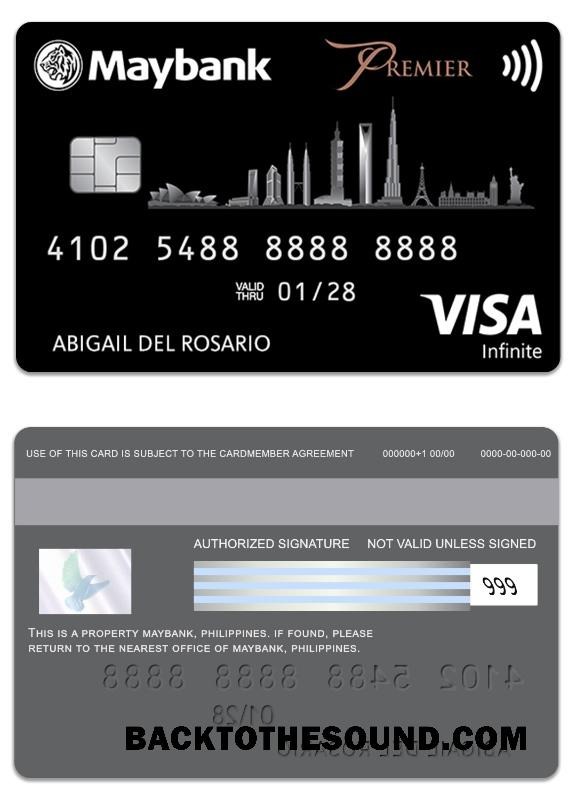 Maybank
PREMIER
4102 5488 8888 8888
VALID THRU 01/28
ABIGAIL DEL ROSARIO
VISA
Infinite
USE OF THIS CARD IS SUBJECT TO THE CARDMEMBER AGREEMENT 000000+1 00/00 0000-00-000-00
AUTHORIZED SIGNATURE NOT VALID UNLESS SIGNED
999
THIS IS A PROPERTY MAYBANK, PHILIPPINES. IF FOUND, PLEASE
RETURN TO THE NEAREST OFFICE OF MAYBANK, PHILIPPINES.
4102 5488 8888 8888
01/28
ABIGAIL DEL ROSARIO
BACKTOTHESOUND.COM